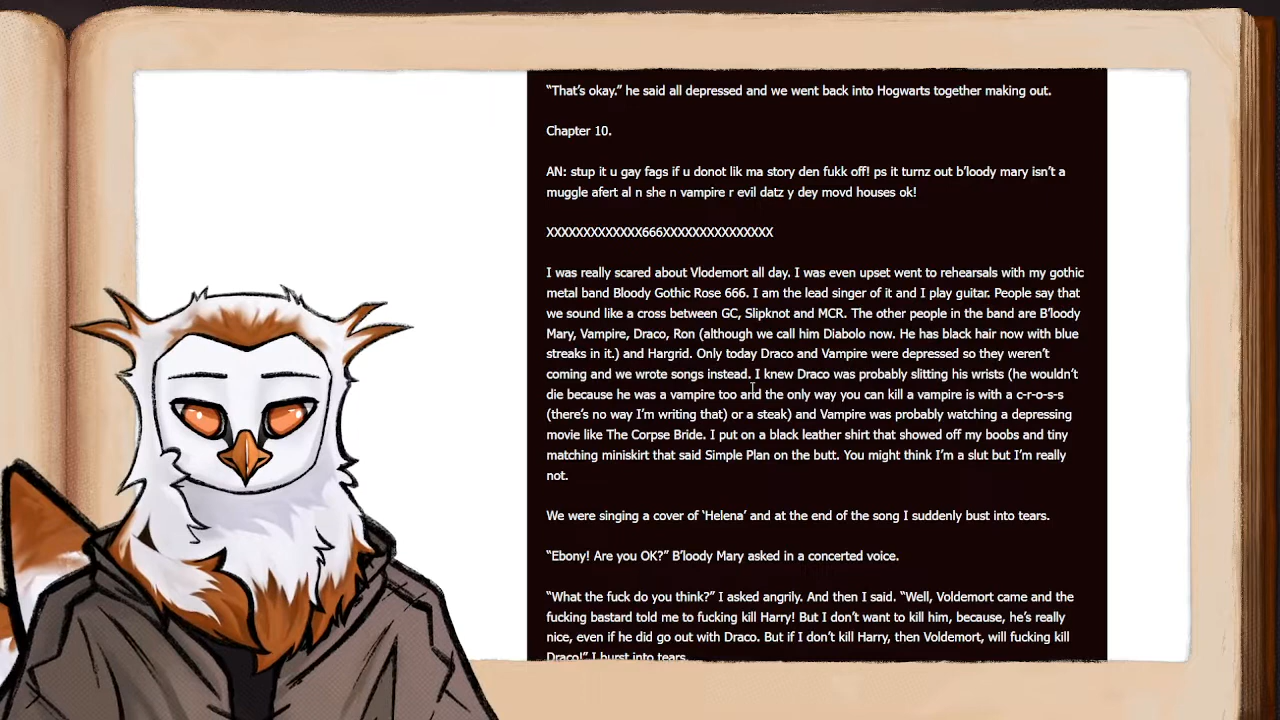 “That’s okay.” he said all depressed and we went back into Hogwarts together making out.
Chapter 10.
AN: stup it u gay fags if u donot lik ma story den fukk off! ps it turnz out b’loody mary isn’t a
muggle afert al n she n vampire r evil datz y dey movd houses ok!
XXXXXXXXXXXXX666XXXXXXXXXXXXXXX
I was really scared about Vlodemort all day. I was even upset went to rehearsals with my gothic
metal band Bloody Gothic Rose 666. I am the lead singer of it and I play guitar. People say that
we sound like a cross between GC, Slipknot and MCR. The other people in the band are B’loody
Mary, Vampire, Draco, Ron (although we call him Diabolo now. He has black hair now with blue
streaks in it.) and Hargrid. Only today Draco and Vampire were depressed so they weren’t
coming and we wrote songs instead. I knew Draco was probably slitting his wrists (he wouldn’t
die because he was a vampire too and the only way you can kill a vampire is with a c-r-o-s-s
(there’s no way I’m writing that) or a steak) and Vampire was probably watching a depressing
movie like The Corpse Bride. I put on a black leather shirt that showed off my boobs and tiny
matching miniskirt that said Simple Plan on the butt. You might think I’m a slut but I’m really
not.
We were singing a cover of ‘Helena’ and at the end of the song I suddenly bust into tears.
“Ebony! Are you OK?” B’loody Mary asked in a concerted voice.
“What the fuck do you think?” I asked angrily. And then I said. “Well, Voldemort came and the
fucking bastard told me to fucking kill Harry! But I don’t want to kill him, because, he’s really
nice, even if he did go out with Draco. But if I don’t kill Harry, then Voldemort, will fucking kill
Draco!” I burst into tears.